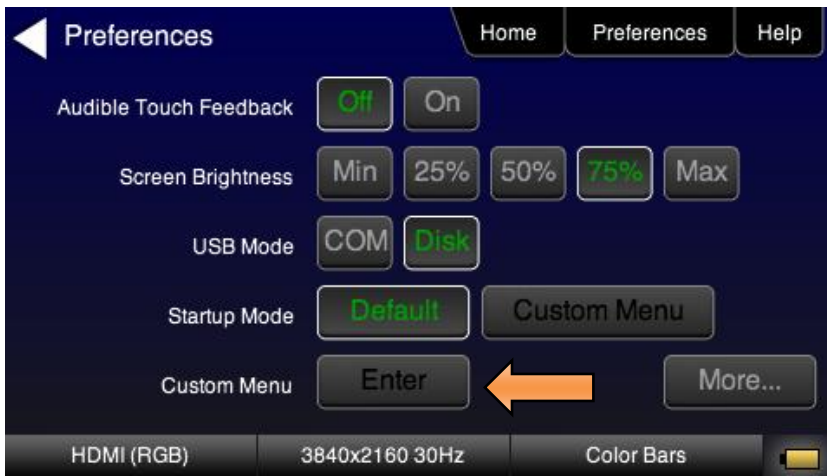 Preferences Home Preferences Help
Audible Touch Feedback Off On
Screen Brightness Min 25% 50% 75% Max
USB Mode COM Disk
Startup Mode Default Custom Menu
Custom Menu Enter More...
HDMI (RGB) 3840x2160 30Hz Color Bars